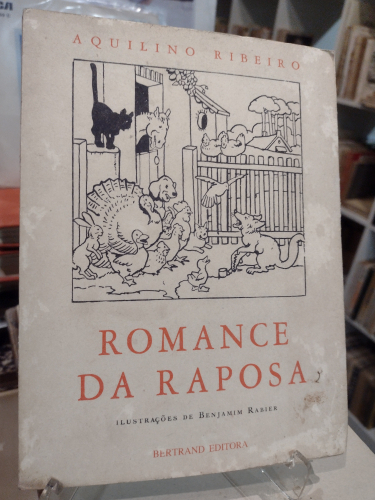 AQUILINO RIBEIRO
ROMANCE
DA RAPOSA
ILUSTRAÇÕES DE BENJAMIM RABIER
BERTRAND EDITORA